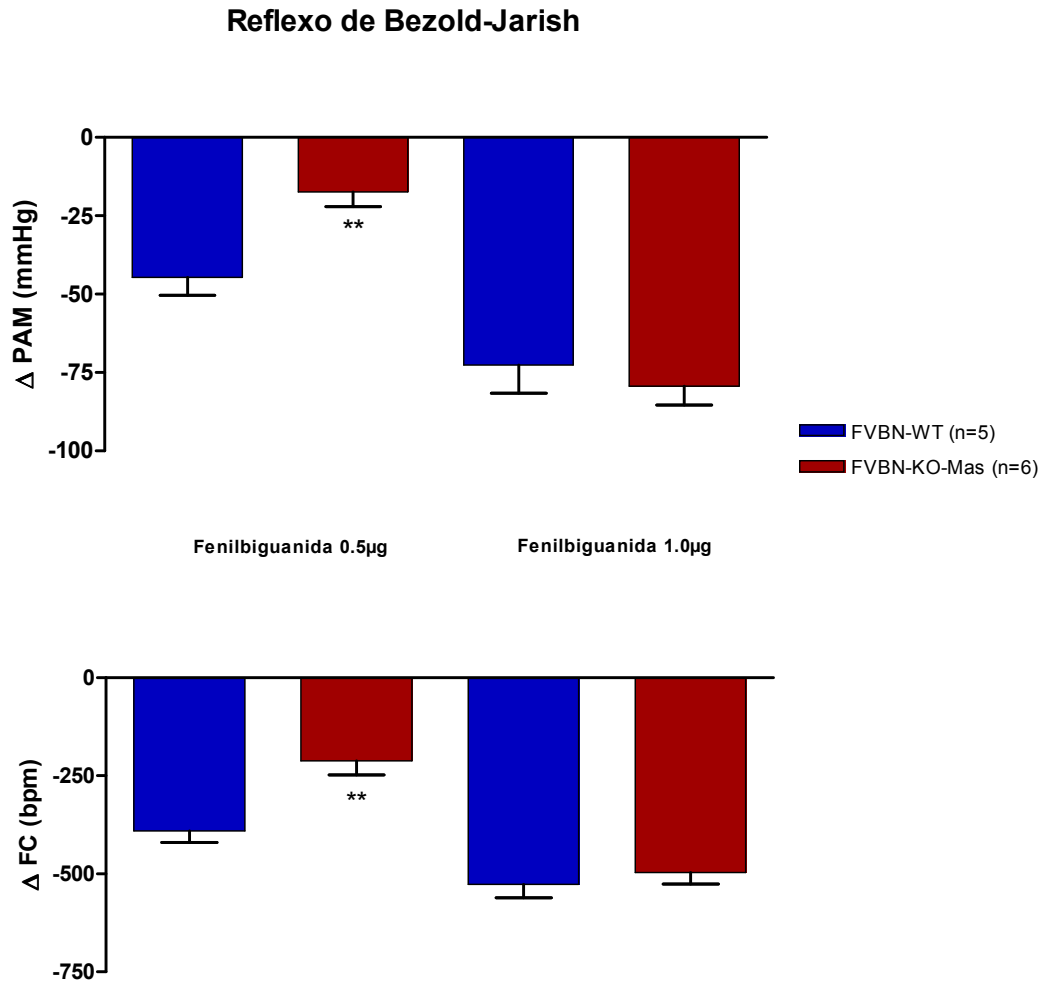 Reflexo de Bezold-Jarish
0
-25
-50
-75
-100
Δ PAM (mmHg)
**
FVBN-WT (n=5)
FVBN-KO-Mas (n=6)
Fenilbiguanida 0.5µg
Fenilbiguanida 1.0µg
0
-250
-500
-750
Δ FC (bpm)
**